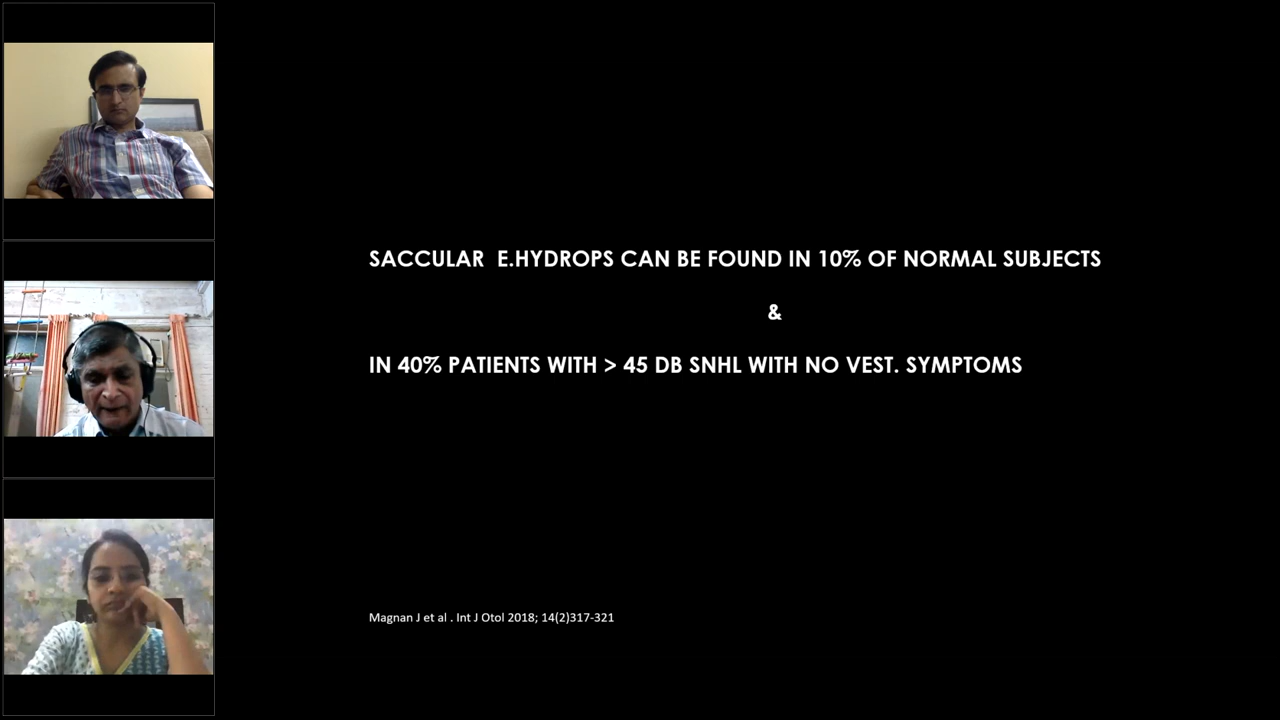 SACCULAR E.HYDROPS CAN BE FOUND IN 10% OF NORMAL SUBJECTS
&
IN 40% PATIENTS WITH > 45 DB SNHL WITH NO VEST. SYMPTOMS
Magnan J et al . Int J Otol 2018; 14(2)317-321